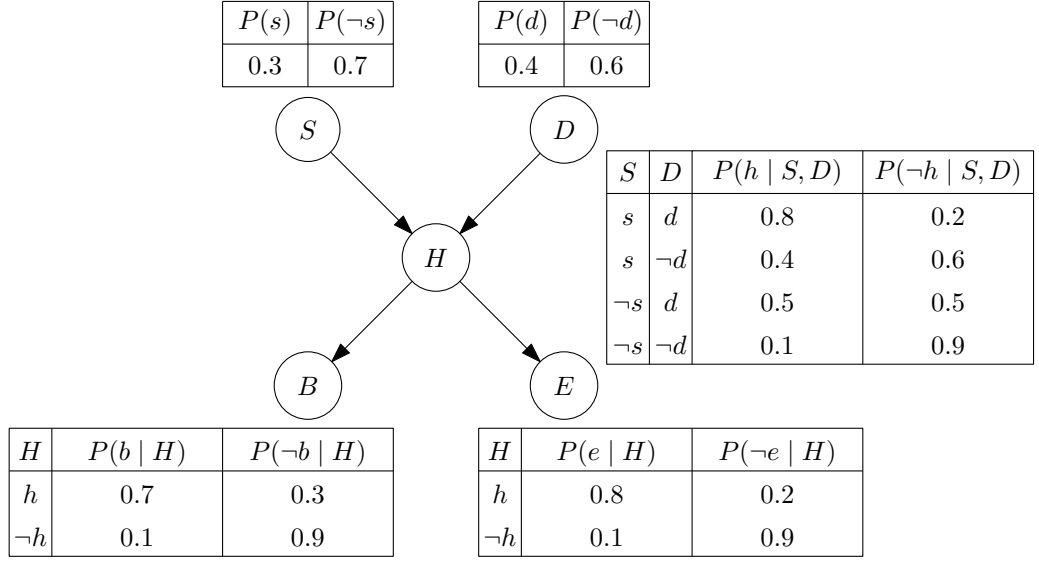 P(s) P(¬s) P(d) P(¬d)
0.3 0.7 0.4 0.6
S D
S D P(h | S, D) P(¬h | S, D)
s d 0.8 0.2
s ¬d 0.4 0.6
¬s d 0.5 0.5
¬s ¬d 0.1 0.9
H
B E
H P(b | H) P(¬b | H) H P(e | H) P(¬e | H)
h 0.7 0.3 h 0.8 0.2
¬h 0.1 0.9 ¬h 0.1 0.9